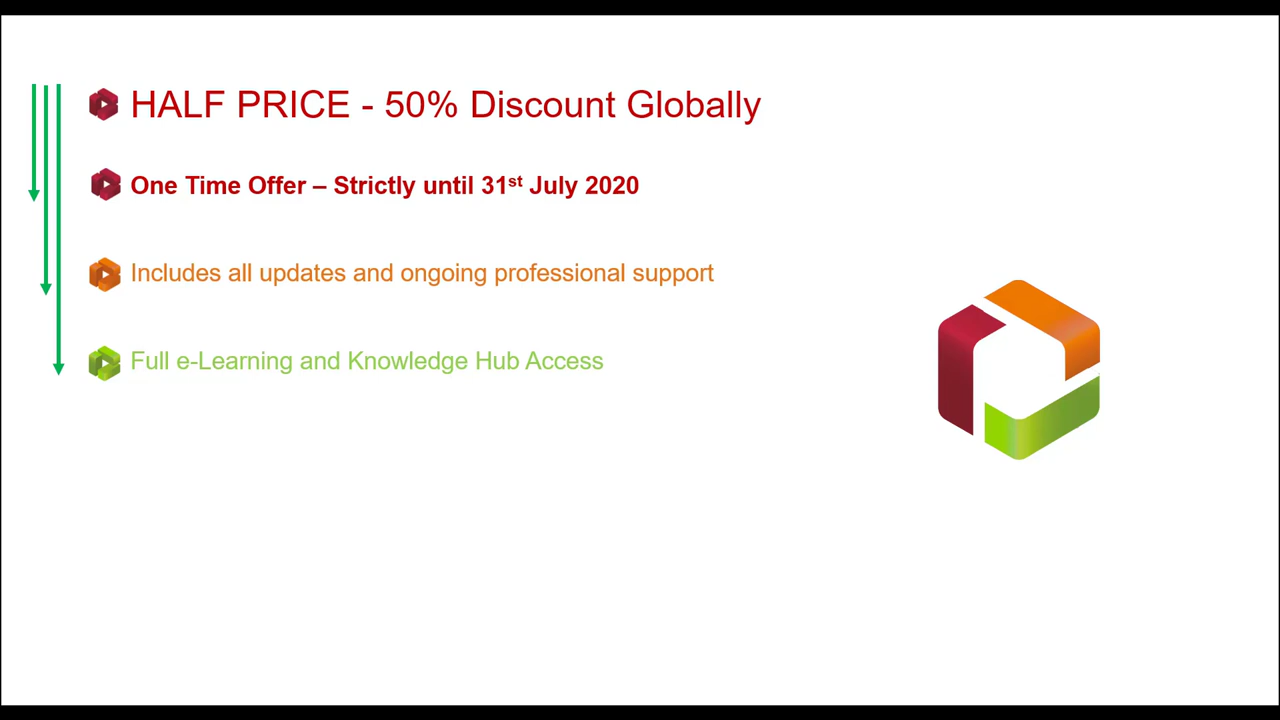 HALF PRICE - 50% Discount Globally
One Time Offer – Strictly until 31st July 2020
Includes all updates and ongoing professional support
Full e-Learning and Knowledge Hub Access